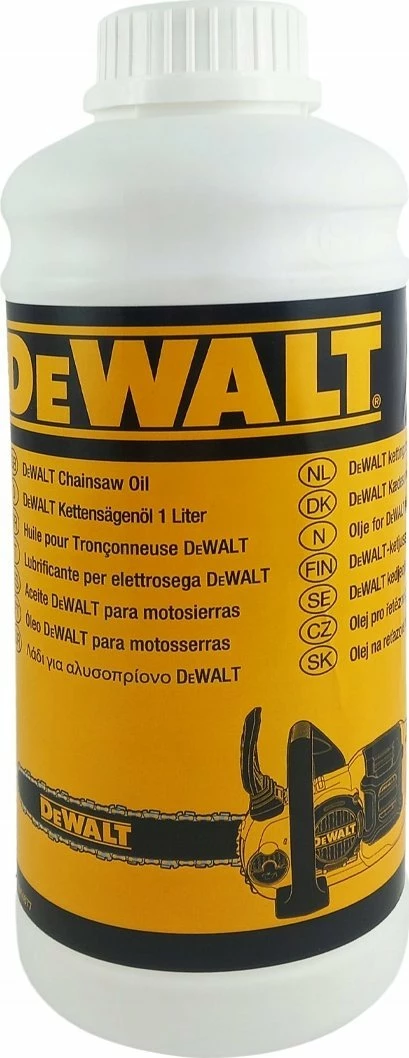 DEWALT®
DEWALT Chainsaw Oil
DEWALT Kettensägenöl 1 Liter
Huile pour Tronçonneuse DEWALT
Lubrificante per elettrosega DEWALT
Aceite DEWALT para motosierras
Óleo DEWALT para motosserras
Λάδι για αλυσοπρίονο DEWALT
NL DEWALT
DK DEWALT
N Olje for DEWALT
FIN DEWALT
SE DEWALT
CZ Olej pro
SK Olej na
DEWALT
DEWALT